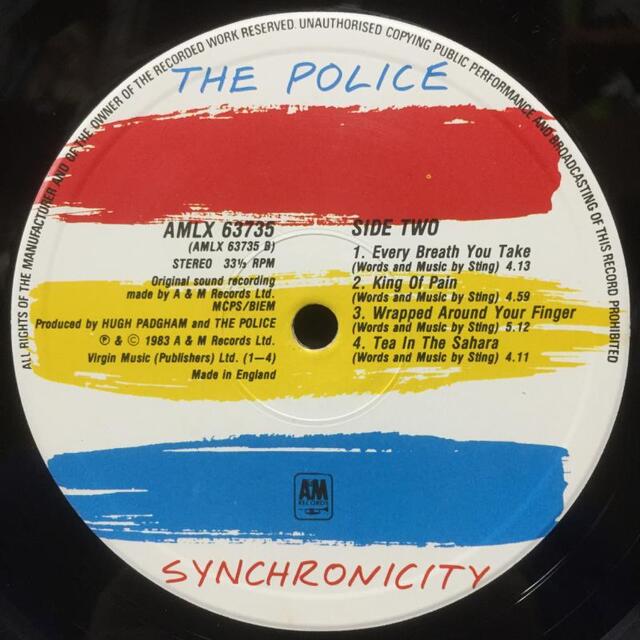 ALL RIGHTS OF THE MANUFACTURER AND OF THE OWNER OF THE RECORDED WORK RESERVED. UNAUTHORISED COPYING PUBLIC PERFORMANCE AND BROADCASTING OF THIS RECORD PROHIBITED
THE POLICE
AMLX 63735
(AMLX 63735 B)
STEREO 33⅓ RPM
Original sound recording
made by A & M Records Ltd.
MCPS/BIEM
Produced by HUGH PADGHAM and THE POLICE
℗ & © 1983 A & M Records Ltd.
Virgin Music (Publishers) Ltd. (1—4)
Made in England
SIDE TWO
1. Every Breath You Take
(Words and Music by Sting) 4.13
2. King Of Pain
(Words and Music by Sting) 4.59
3. Wrapped Around Your Finger
(Words and Music by Sting) 5.12
4. Tea In The Sahara
(Words and Music by Sting) 4.11
AM
RECORDS
SYNCHRONICITY